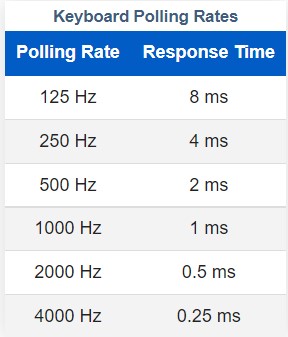 Keyboard Polling Rates
Polling Rate Response Time
125 Hz 8 ms
250 Hz 4 ms
500 Hz 2 ms
1000 Hz 1 ms
2000 Hz 0.5 ms
4000 Hz 0.25 ms